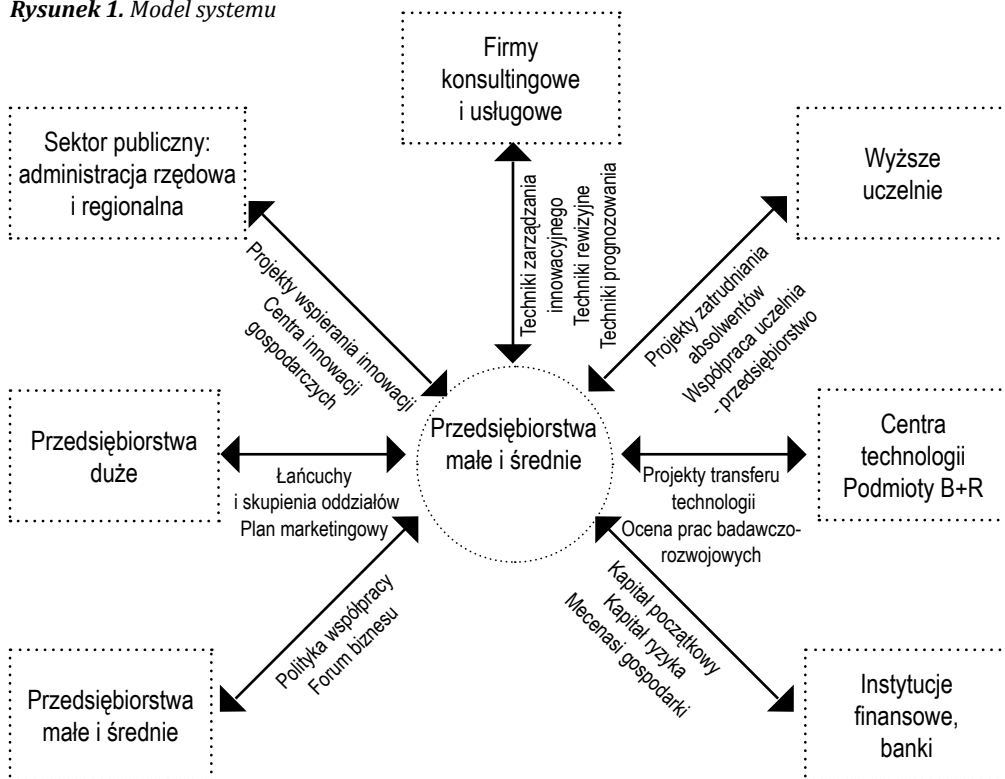 Rysunek 1. Model systemu
Firmy
konsultingowe
i usługowe
Sektor publiczny:
administracja rzędowa
i regionalna
Wyższe
uczelnie
Projekty wspierania innowacji
Centra innowacji
gospodarczych
Techniki zarządzania
innowacyjnego
Techniki rewizyjne
Techniki prognozowania
Projekty zatrudniania
absolwentów
Współpraca uczelnia
- przedsiębiorstwo
Przedsiębiorstwa
duże
Łańcuchy
i skupienia oddziałów
Plan marketingowy
Przedsiębiorstwa
małe i średnie
Projekty transferu
technologii
Ocena prac badawczo-
rozwojowych
Centra
technologii
Podmioty B+R
Polityka współpracy
Forum biznesu
Kapitał początkowy
Kapitał ryzyka
Mecenasi gospodarki
Przedsiębiorstwa
małe i średnie
Instytucje
finansowe,
banki